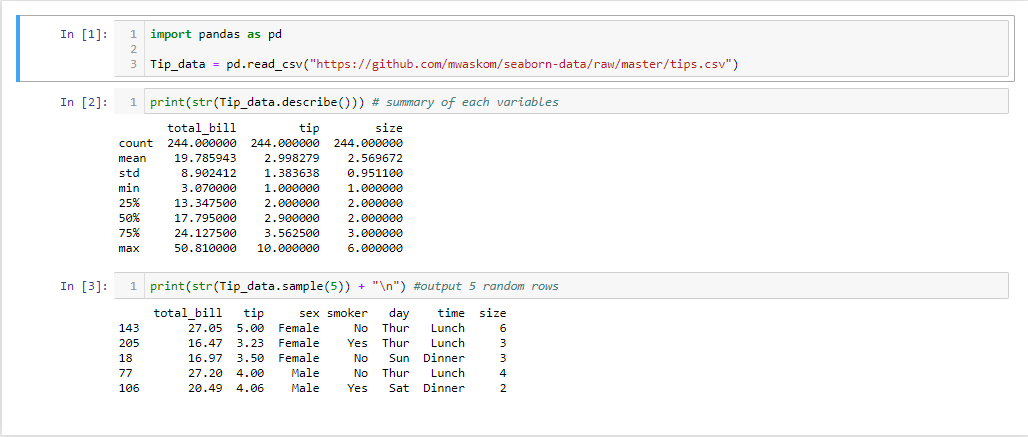 In [1]: 1 import pandas as pd
2
3 Tip_data = pd.read_csv("https://github.com/mwaskom/seaborn-data/raw/master/tips.csv")
In [2]: 1 print(str(Tip_data.describe())) # summary of each variables
total_bill tip size
count 244.000000 244.000000 244.000000
mean 19.785943 2.998279 2.569672
std 8.902412 1.383638 0.951100
min 3.070000 1.000000 1.000000
25% 13.347500 2.000000 2.000000
50% 17.795000 2.900000 2.000000
75% 24.127500 3.562500 3.000000
max 50.810000 10.000000 6.000000
In [3]: 1 print(str(Tip_data.sample(5)) + "\n") #output 5 random rows
total_bill tip sex smoker day time size
143 27.05 5.00 Female No Thur Lunch 6
205 16.47 3.23 Female Yes Thur Lunch 3
18 16.97 3.50 Female No Sun Dinner 3
77 27.20 4.00 Male No Thur Lunch 4
106 20.49 4.06 Male Yes Sat Dinner 2